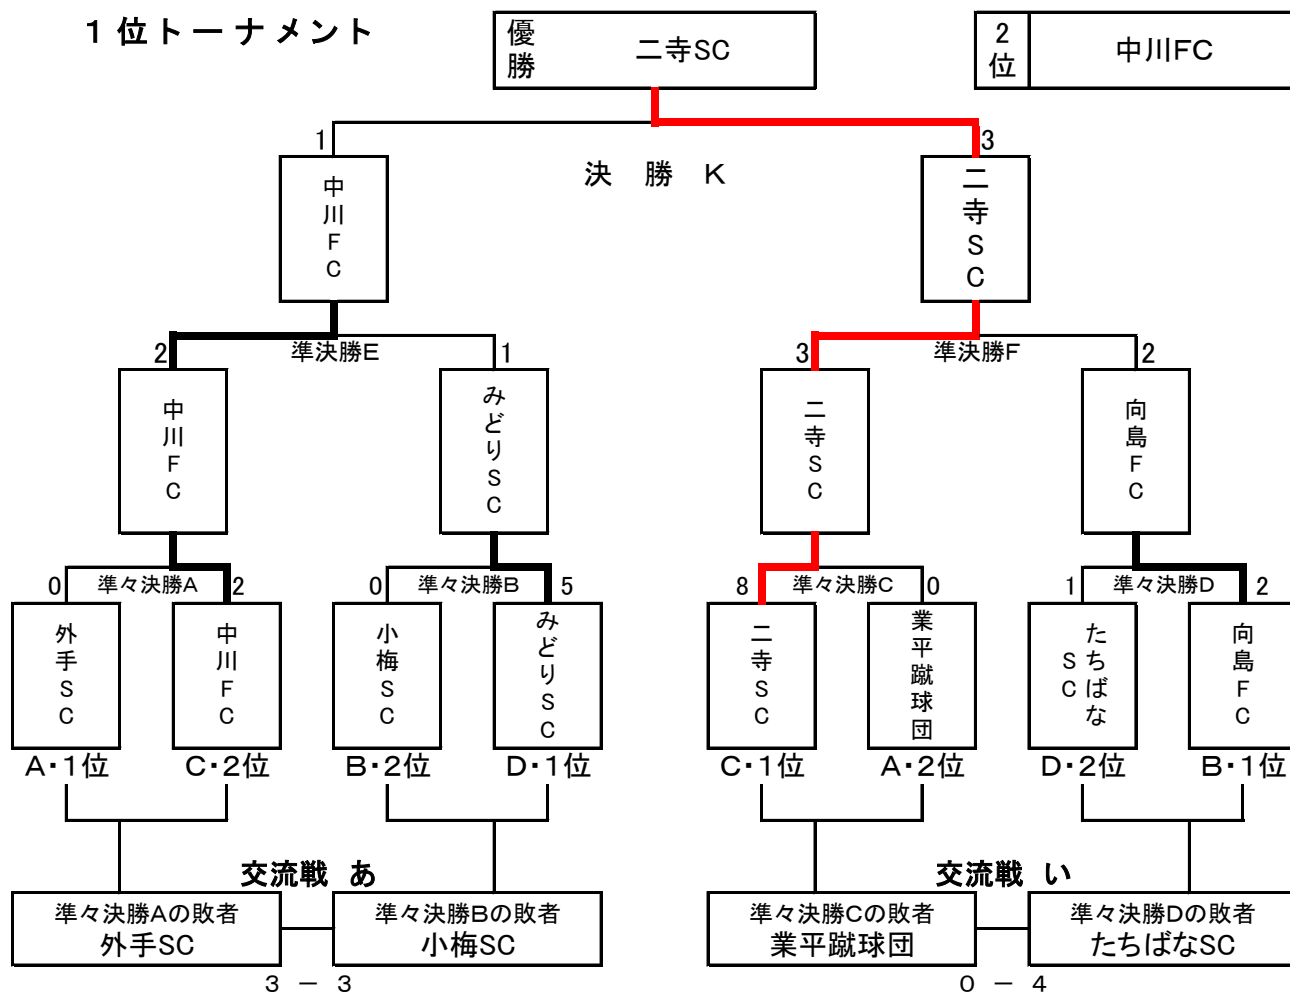 1位トーナメント
優勝
二寺SC
2位
中川FC
1
3
決 勝 K
中川FC
二寺SC
2
準決勝E
1
3
準決勝F
2
中川FC
みどりSC
二寺SC
向島FC
0
準々決勝A
2
0
準々決勝B
5
8
準々決勝C
0
1
準々決勝D
2
外手SC
中川FC
小梅SC
みどりSC
二寺SC
業平蹴球団
たちばな
SC
向島FC
A・1位
C・2位
B・2位
D・1位
C・1位
A・2位
D・2位
B・1位
交流戦 あ
交流戦 い
準々決勝Aの敗者
外手SC
準々決勝Bの敗者
小梅SC
準々決勝Cの敗者
業平蹴球団
準々決勝Dの敗者
たちばなSC
3 － 3
0 － 4